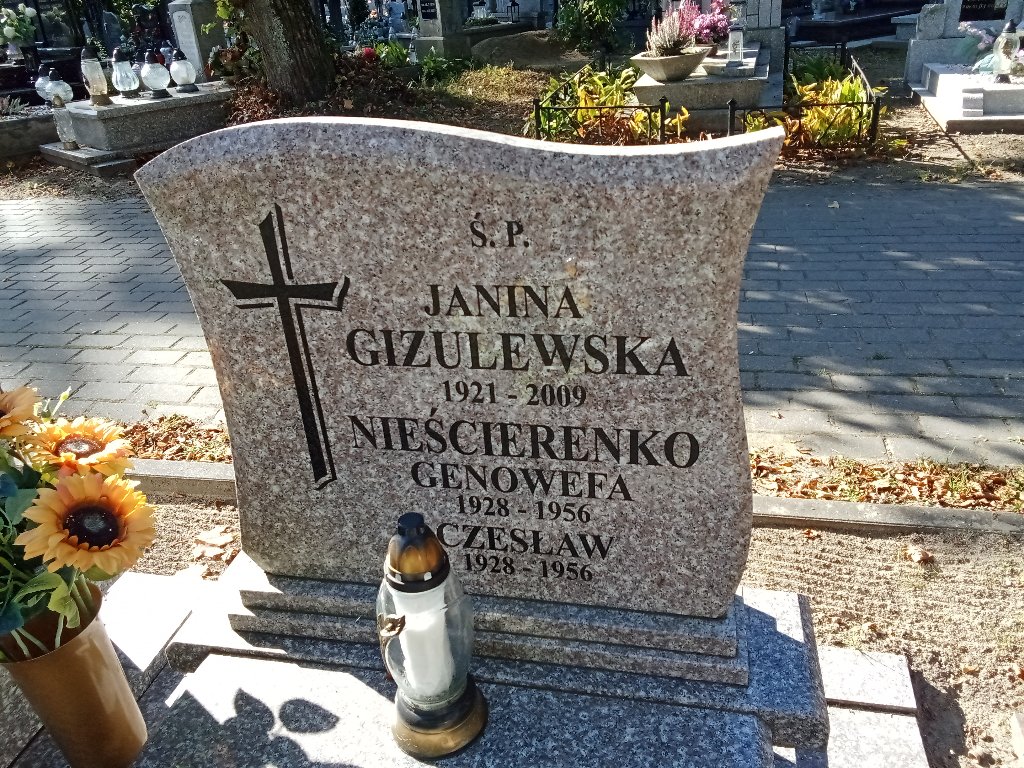 Ś. P.
JANINA
GIZULEWSKA
1921 - 2009
NIEŚCIERENKO
GENOWEFA
1928 - 1956
CZESŁAW
1928 - 1956